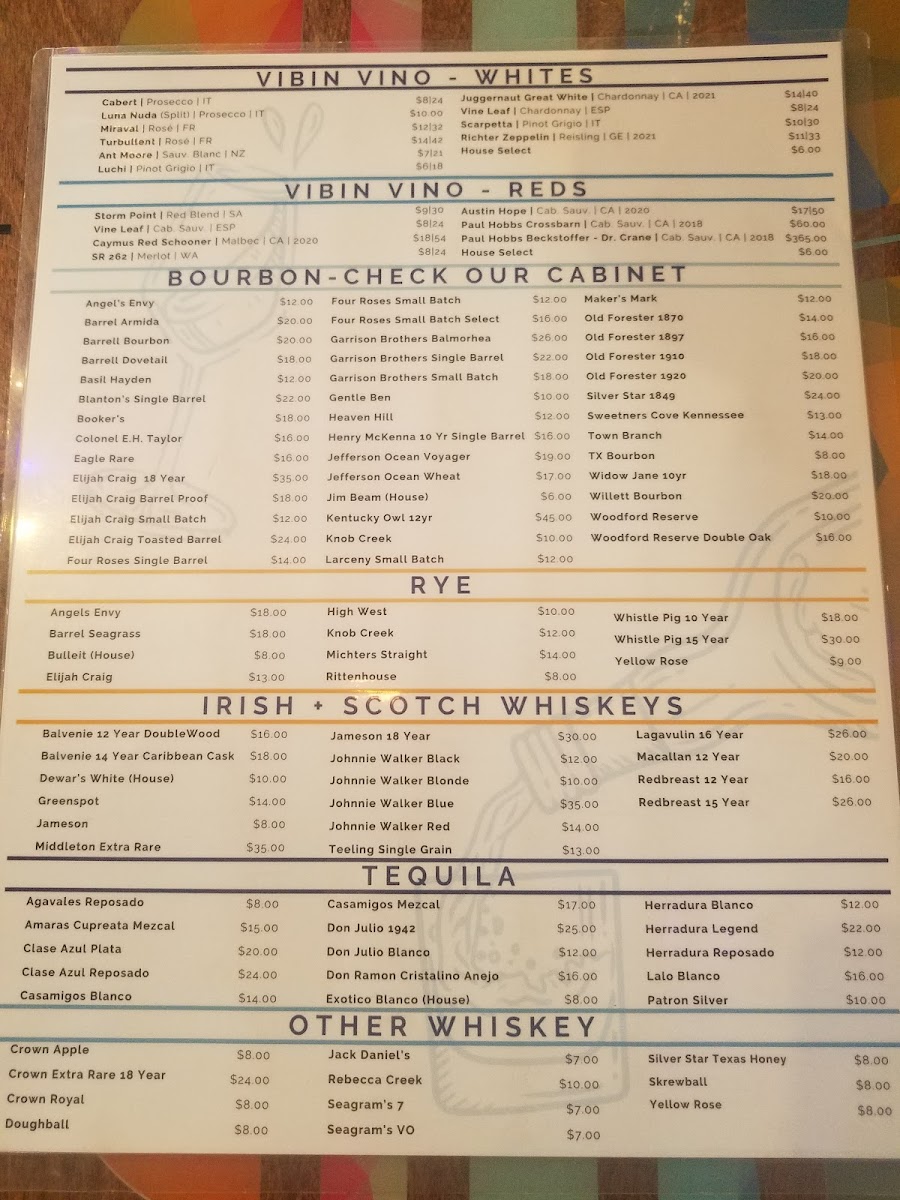 VIBIN VINO - WHITES
Cabert | Prosecco | IT $8|24
Luna Nuda (Split) | Prosecco | IT $10.00
Miraval | Rosé | FR $12|32
Turbullent | Rosé | FR $14|42
Ant Moore | Sauv. Blanc | NZ $7|21
Luchi | Pinot Grigio | IT $6|18
Juggernaut Great White | Chardonnay | CA | 2021 $14|40
Vine Leaf | Chardonnay | ESP $8|24
Scarpetta | Pinot Grigio | IT $10|30
Richter Zeppelin | Reisling | GE | 2021 $11|33
House Select $6.00
VIBIN VINO - REDS
Storm Point | Red Blend | SA $9|30
Vine Leaf | Cab. Sauv. | ESP $8|24
Caymus Red Schooner | Malbec | CA | 2020 $18|54
SR 262 | Merlot | WA $8|24
Austin Hope | Cab. Sauv. | CA | 2020 $17|50
Paul Hobbs Crossbarn | Cab. Sauv. | CA | 2018 $60.00
Paul Hobbs Beckstoffer - Dr. Crane | Cab. Sauv. | CA | 2018 $365.00
House Select $6.00
BOURBON-CHECK OUR CABINET
Angel's Envy $12.00
Barrel Armida $20.00
Barrell Bourbon $20.00
Barrell Dovetail $18.00
Basil Hayden $12.00
Blanton's Single Barrel $22.00
Booker's $18.00
Colonel E.H. Taylor $16.00
Eagle Rare $16.00
Elijah Craig 18 Year $35.00
Elijah Craig Barrel Proof $18.00
Elijah Craig Small Batch $12.00
Elijah Craig Toasted Barrel $24.00
Four Roses Single Barrel $14.00
Four Roses Small Batch $12.00
Four Roses Small Batch Select $16.00
Garrison Brothers Balmorhea $26.00
Garrison Brothers Single Barrel $22.00
Garrison Brothers Small Batch $18.00
Gentle Ben $10.00
Heaven Hill $12.00
Henry McKenna 10 Yr Single Barrel $16.00
Jefferson Ocean Voyager $19.00
Jefferson Ocean Wheat $17.00
Jim Beam (House) $6.00
Kentucky Owl 12yr $45.00
Knob Creek $10.00
Larceny Small Batch $12.00
Maker's Mark $12.00
Old Forester 1870 $14.00
Old Forester 1897 $16.00
Old Forester 1910 $18.00
Old Forester 1920 $20.00
Silver Star 1849 $24.00
Sweetners Cove Kennessee $13.00
Town Branch $14.00
TX Bourbon $8.00
Widow Jane 10yr $18.00
Willett Bourbon $20.00
Woodford Reserve $10.00
Woodford Reserve Double Oak $16.00
RYE
Angels Envy $18.00
Barrel Seagrass $18.00
Bulleit (House) $8.00
Elijah Craig $13.00
High West $10.00
Knob Creek $12.00
Michters Straight $14.00
Rittenhouse $8.00
Whistle Pig 10 Year $18.00
Whistle Pig 15 Year $30.00
Yellow Rose $9.00
IRISH + SCOTCH WHISKEYS
Balvenie 12 Year DoubleWood $16.00
Balvenie 14 Year Caribbean Cask $18.00
Dewar's White (House) $10.00
Greenspot $14.00
Jameson $8.00
Middleton Extra Rare $35.00
Jameson 18 Year $30.00
Johnnie Walker Black $12.00
Johnnie Walker Blonde $10.00
Johnnie Walker Blue $35.00
Johnnie Walker Red $14.00
Teeling Single Grain $13.00
Lagavulin 16 Year $26.00
Macallan 12 Year $20.00
Redbreast 12 Year $16.00
Redbreast 15 Year $26.00
TEQUILA
Agavales Reposado $8.00
Amaras Cupreata Mezcal $15.00
Clase Azul Plata $20.00
Clase Azul Reposado $24.00
Casamigos Blanco $14.00
Casamigos Mezcal $17.00
Don Julio 1942 $25.00
Don Julio Blanco $12.00
Don Ramon Cristalino Anejo $16.00
Exotico Blanco (House) $8.00
Herradura Blanco $12.00
Herradura Legend $22.00
Herradura Reposado $12.00
Lalo Blanco $16.00
Patron Silver $10.00
OTHER WHISKEY
Crown Apple $8.00
Crown Extra Rare 18 Year $24.00
Crown Royal $8.00
Doughball $8.00
Jack Daniel's $7.00
Rebecca Creek $10.00
Seagram's 7 $7.00
Seagram's VO $7.00
Silver Star Texas Honey $8.00
Skrewball $8.00
Yellow Rose $8.00